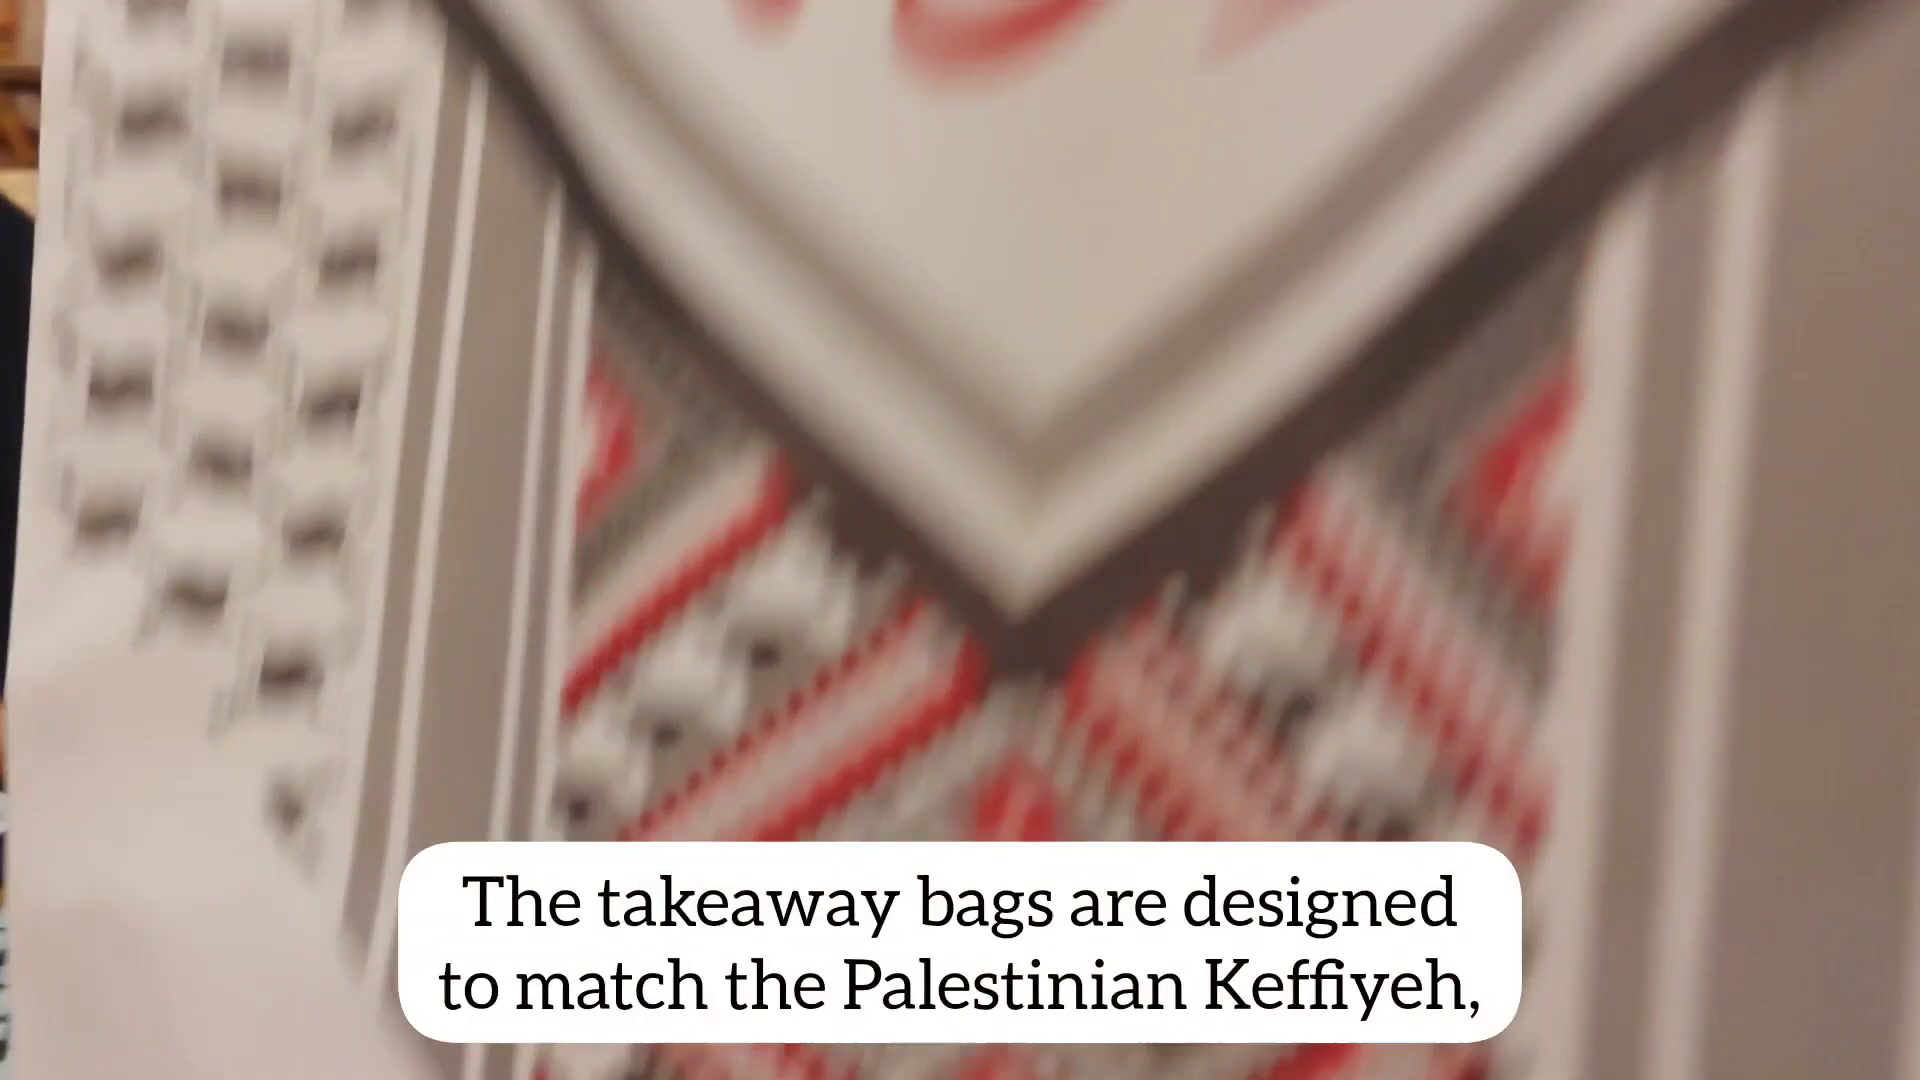 The takeaway bags are designed
to match the Palestinian Keffiyeh,